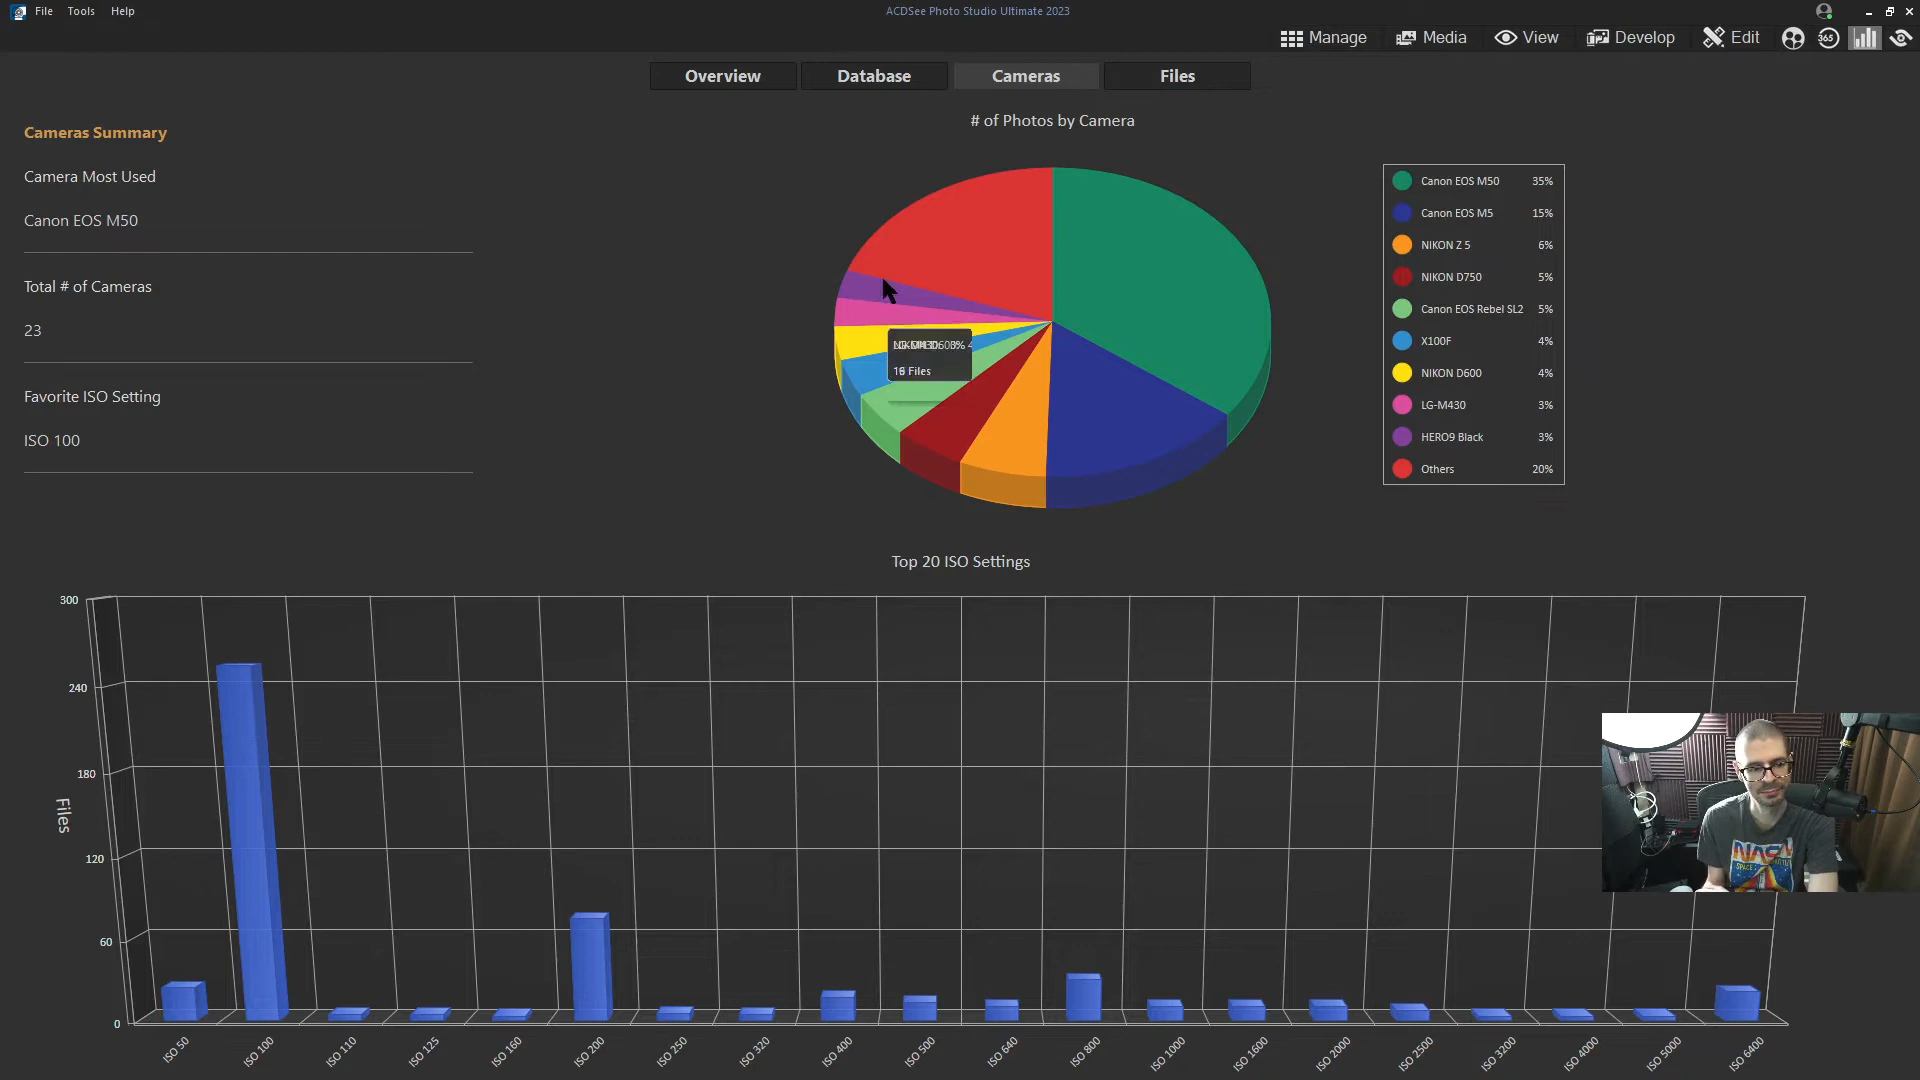 File Tools Help
ACDSee Photo Studio Ultimate 2023
Manage Media View Develop Edit 365
Overview Database Cameras Files
Cameras Summary
Camera Most Used
Canon EOS M50
Total # of Cameras
23
Favorite ISO Setting
ISO 100
# of Photos by Camera
Files
Canon EOS M50 35%
Canon EOS M5 15%
NIKON Z 5 6%
NIKON D750 5%
Canon EOS Rebel SL2 5%
X100F 4%
NIKON D600 4%
LG-M430 3%
HERO9 Black 3%
Others 20%
Top 20 ISO Settings
300
240
180
120
60
0
Files
ISO 50
ISO 100
ISO 110
ISO 125
ISO 160
ISO 200
ISO 250
ISO 320
ISO 400
ISO 500
ISO 640
ISO 800
ISO 1000
ISO 1600
ISO 2000
ISO 2500
ISO 3200
ISO 4000
ISO 5000
ISO 6400
NASA
SPACE